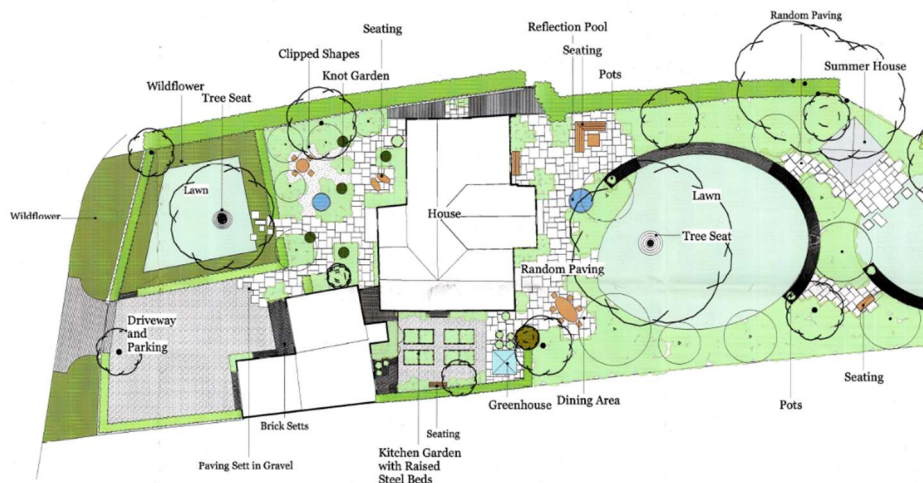 Random Paving
Reflection Pool
Seating
Seating
Clipped Shapes
Pots
Summer House
Knot Garden
Wildflower
Tree Seat
Lawn
Lawn
House
Wildflower
Tree Seat
Random Paving
Driveway
and
Parking
Seating
Greenhouse
Dining Area
Pots
Brick Setts
Seating
Kitchen Garden
with Raised
Steel Beds
Paving Sett in Gravel